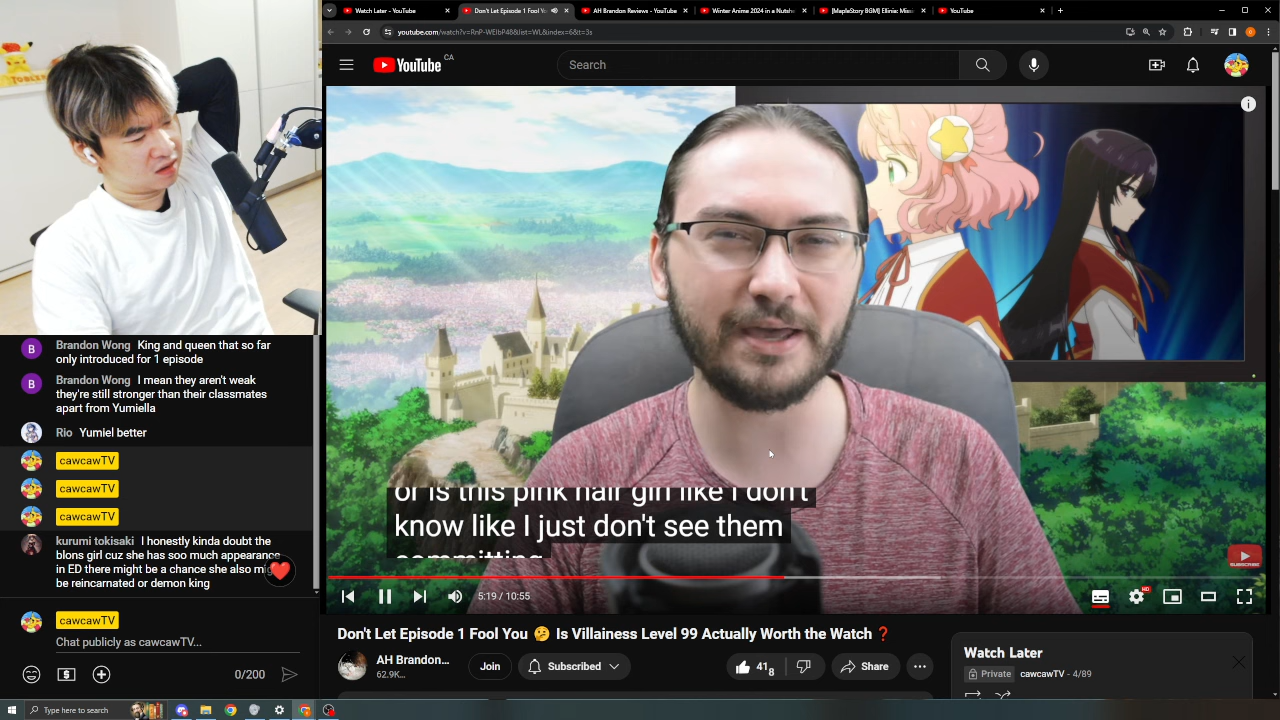 Watch Later - YouTube
Don't Let Episode 1 Fool Yo
AH Brandon Reviews - YouTube
Winter Anime 2024 in a Nutshe
[MapleStory BGM] Ellinia: Missi
YouTube
youtube.com/watch?v=RnP-WEIbP48&list=WL&index=6&t=3s
YouTube CA
Search
or is this pink hair girl like I don't
know like I just don't see them
committing
SUBSCRIBE
5:19 / 10:55
HD
Don't Let Episode 1 Fool You 🤔 Is Villainess Level 99 Actually Worth the Watch ❓
AH Brandon...
62.9K...
Join
Subscribed
418
Share
Watch Later
Private cawcawTV - 4/89
B Brandon Wong King and queen that so far
only introduced for 1 episode
B Brandon Wong I mean they aren't weak
they're still stronger than their classmates
apart from Yumiella
Rio Yumiel better
cawcawTV
cawcawTV
cawcawTV
kurumi tokisaki I honestly kinda doubt the
blons girl cuz she has soo much appearance
in ED there might be a chance she also mig
be reincarnated or demon king
cawcawTV
Chat publicly as cawcawTV...
0/200
Type here to search